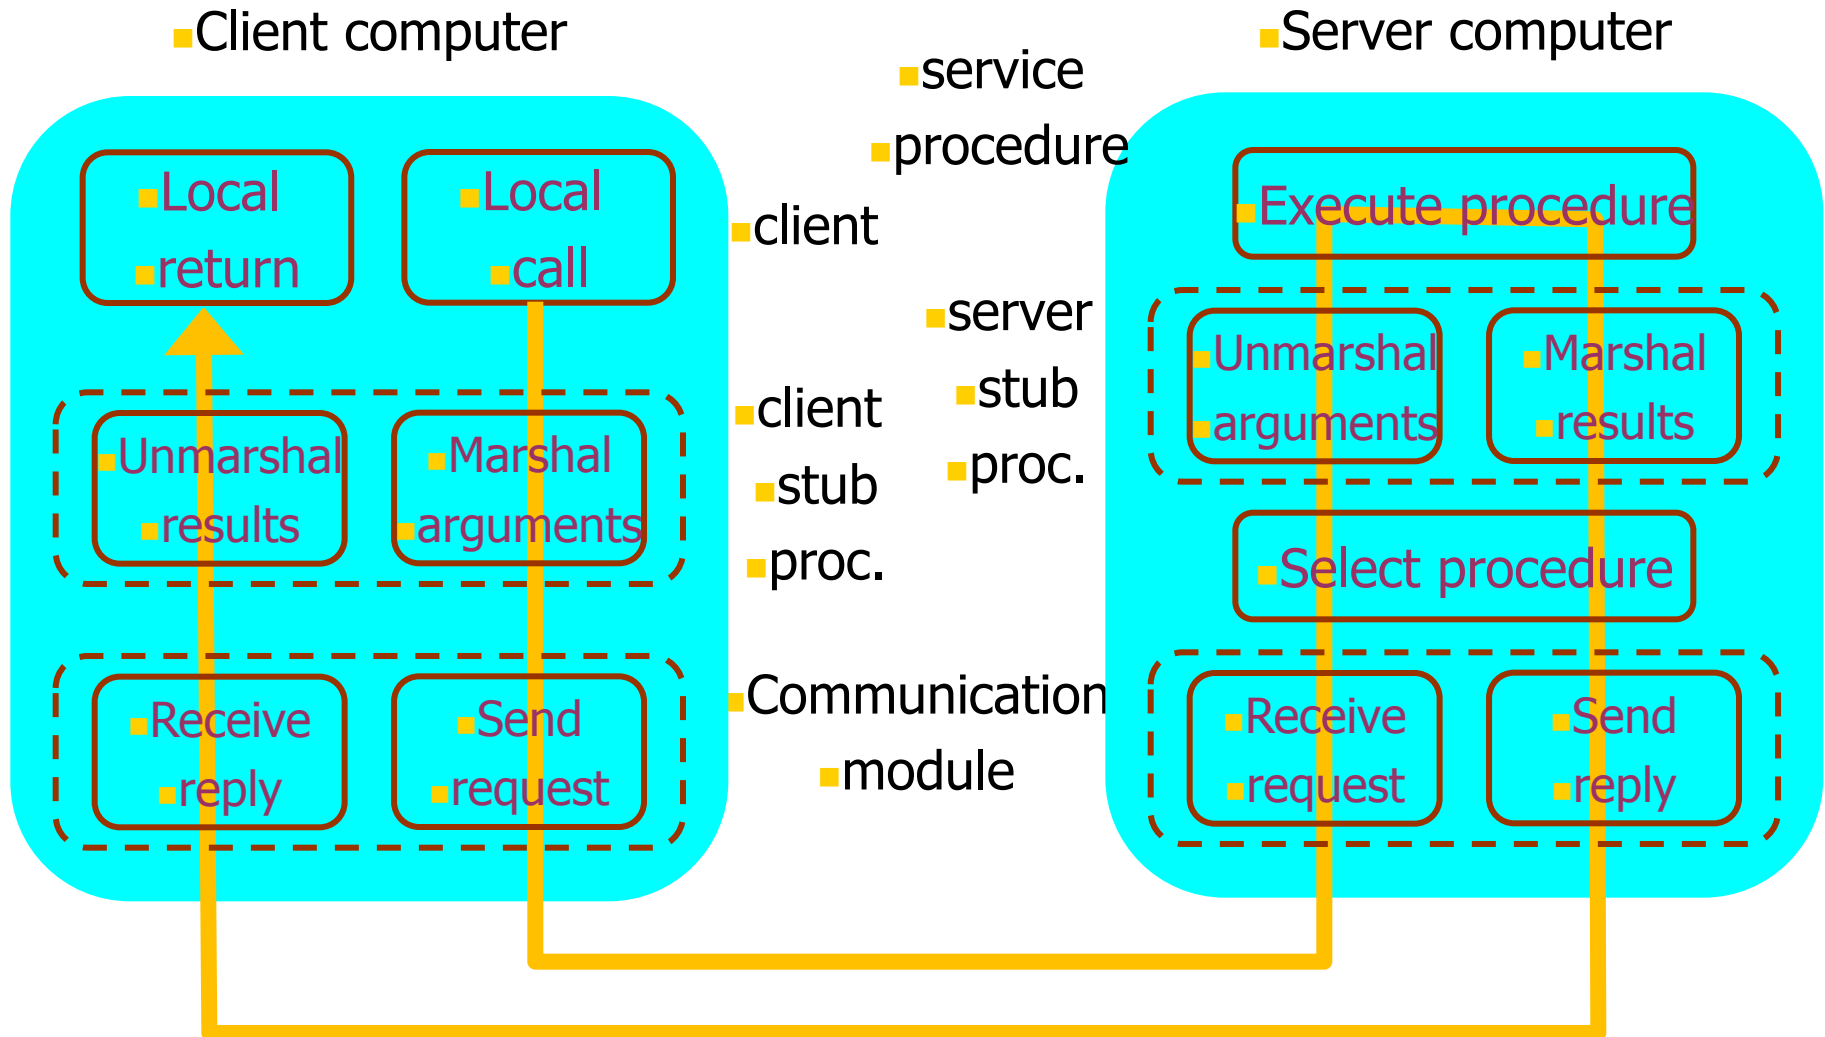 ▪Client computer
▪Server computer
▪service
▪procedure
▪Local
▪return
▪Local
▪call
▪client
▪Execute procedure
▪server
▪stub
▪proc.
▪Unmarshal
▪arguments
▪Marshal
▪results
▪client
▪stub
▪proc.
▪Unmarshal
▪results
▪Marshal
▪arguments
▪Select procedure
▪Receive
▪reply
▪Send
▪request
▪Communication
▪module
▪Receive
▪request
▪Send
▪reply